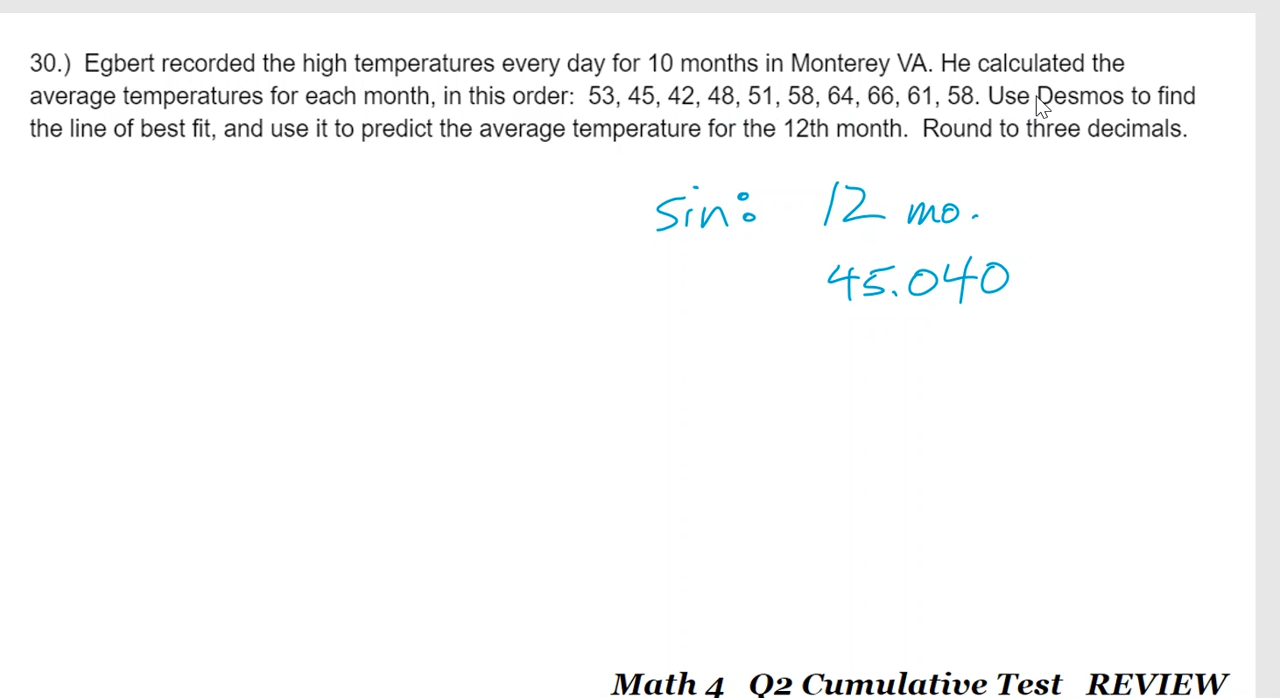 30.) Egbert recorded the high temperatures every day for 10 months in Monterey VA. He calculated the
average temperatures for each month, in this order: 53, 45, 42, 48, 51, 58, 64, 66, 61, 58. Use Desmos to find
the line of best fit, and use it to predict the average temperature for the 12th month. Round to three decimals.
Sin: 12 mo.
45.040
Math 4 Q2 Cumulative Test REVIEW